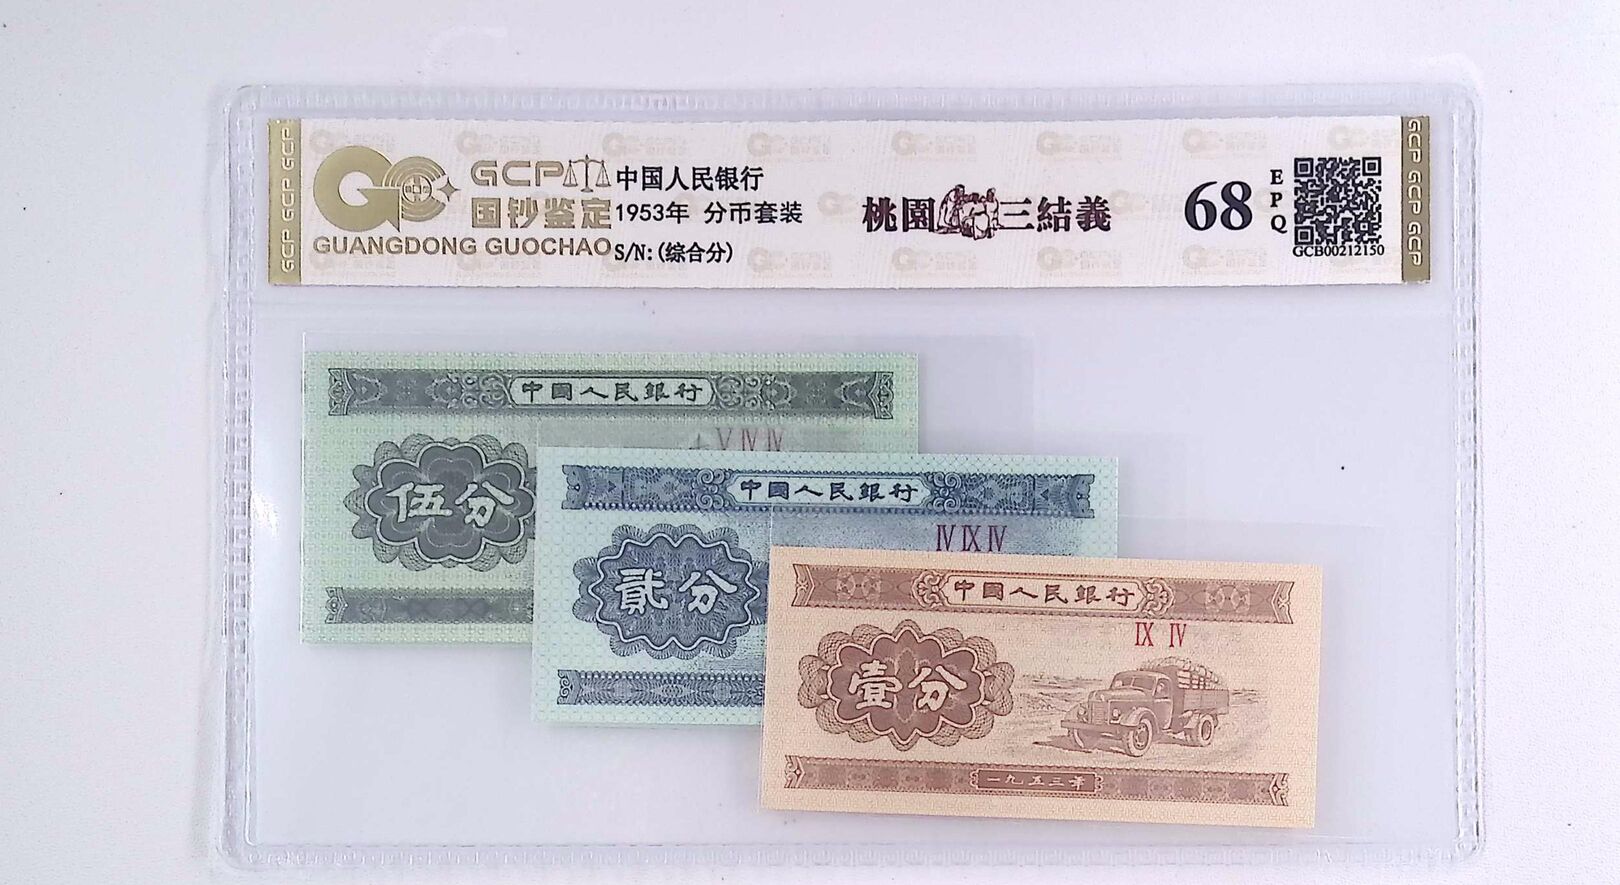 GCP
国钞鉴定
GUANGDONG GUOCHAO
中国人民银行
1953年 分币套装
S/N: (综合分)
桃園三結義
68
EPQ
GCB00212150
GCP GCP GCP
GCP GCP GCP
中國人民銀行
V IV IV
伍分
中國人民銀行
IV IX IV
貳分
中國人民銀行
IX IV
壹分
一九五三年